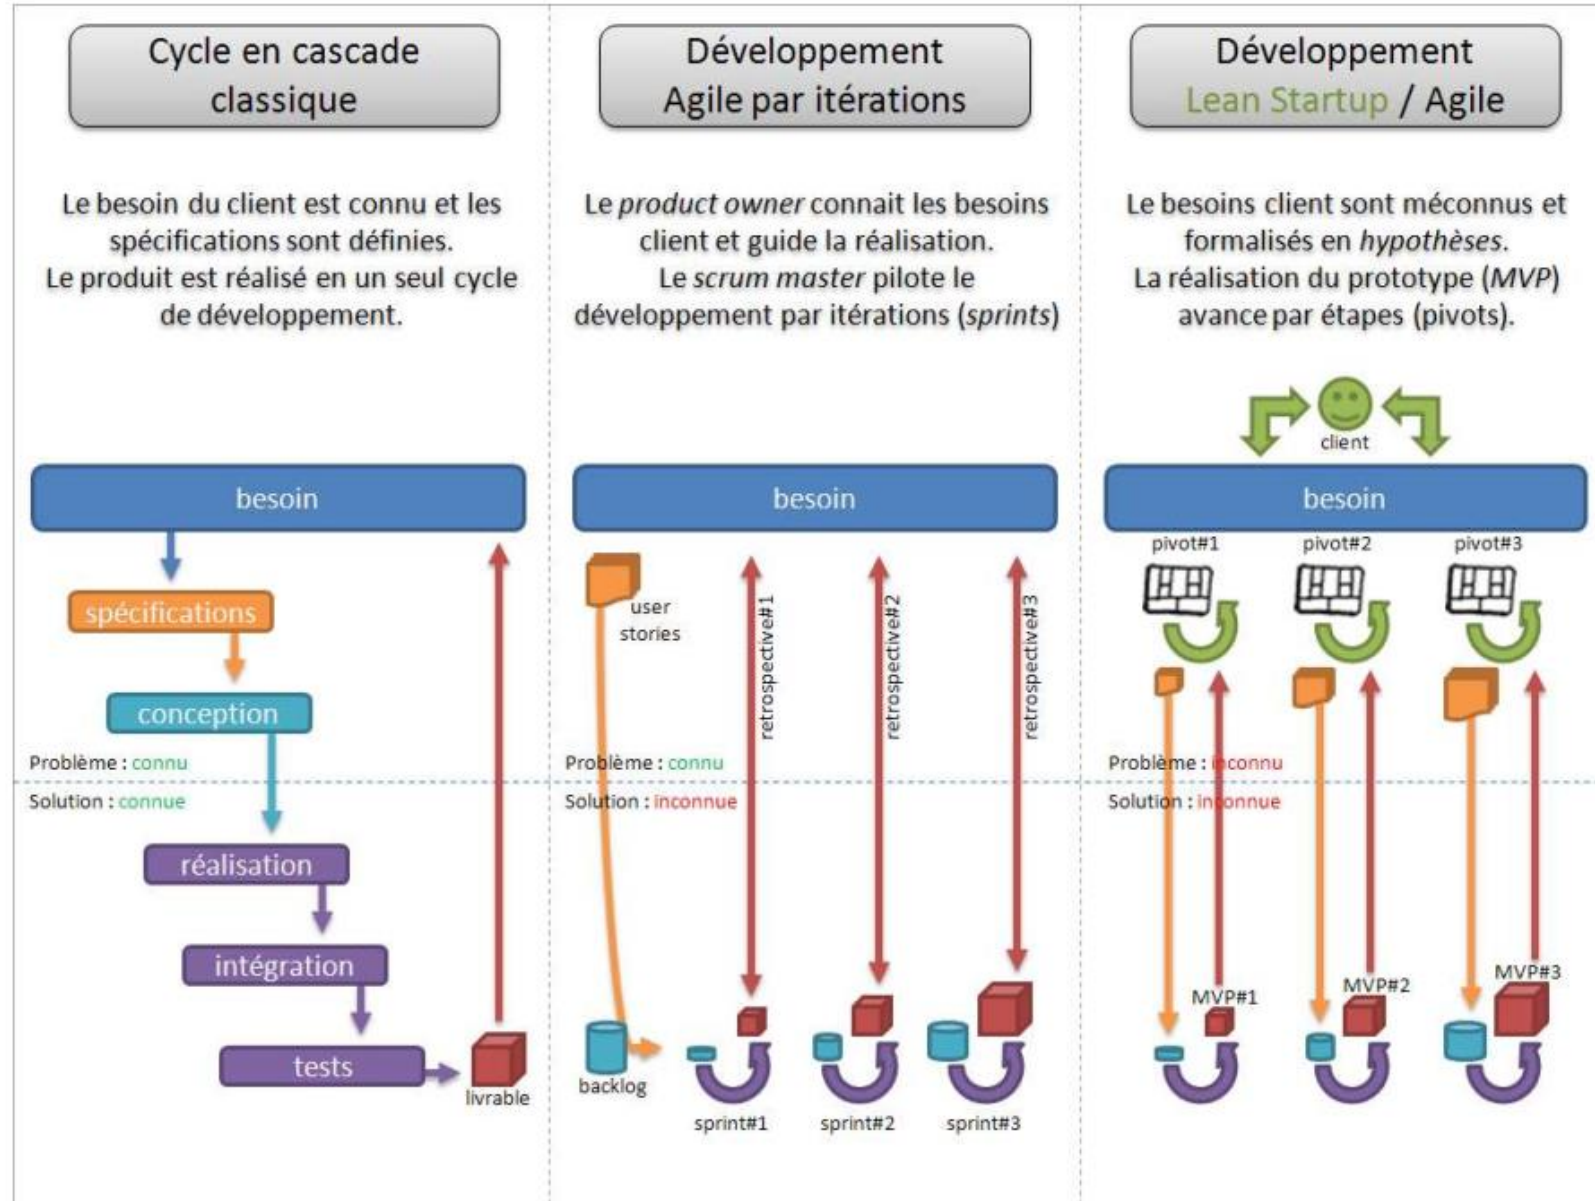 Cycle en cascade
classique
Le besoin du client est connu et les
spécifications sont définies.
Le produit est réalisé en un seul cycle
de développement.
besoin
spécifications
conception
Problème : connu
Solution : connue
réalisation
intégration
tests
livrable
Développement
Agile par itérations
Le product owner connait les besoins
client et guide la réalisation.
Le scrum master pilote le
développement par itérations (sprints)
besoin
user
stories
retrospective#1
retrospective#2
retrospective#3
Problème : connu
Solution : inconnue
backlog
sprint#1
sprint#2
sprint#3
Développement
Lean Startup / Agile
Le besoins client sont méconnus et
formalisés en hypothèses.
La réalisation du prototype (MVP)
avance par étapes (pivots).
client
besoin
pivot#1
pivot#2
pivot#3
Problème : inconnu
Solution : inconnue
MVP#1
MVP#2
MVP#3